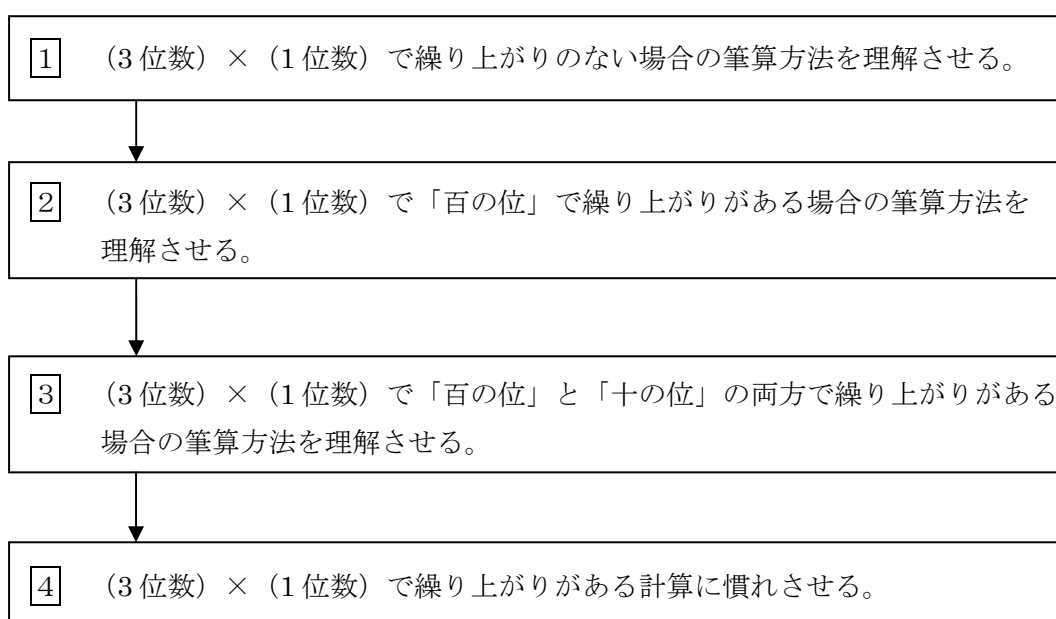 1 （3位数）×（1位数）で繰り上がりのない場合の筆算方法を理解させる。
2 （3位数）×（1位数）で「百の位」で繰り上がりがある場合の筆算方法を
理解させる。
3 （3位数）×（1位数）で「百の位」と「十の位」の両方で繰り上がりがある
場合の筆算方法を理解させる。
4 （3位数）×（1位数）で繰り上がりがある計算に慣れさせる。